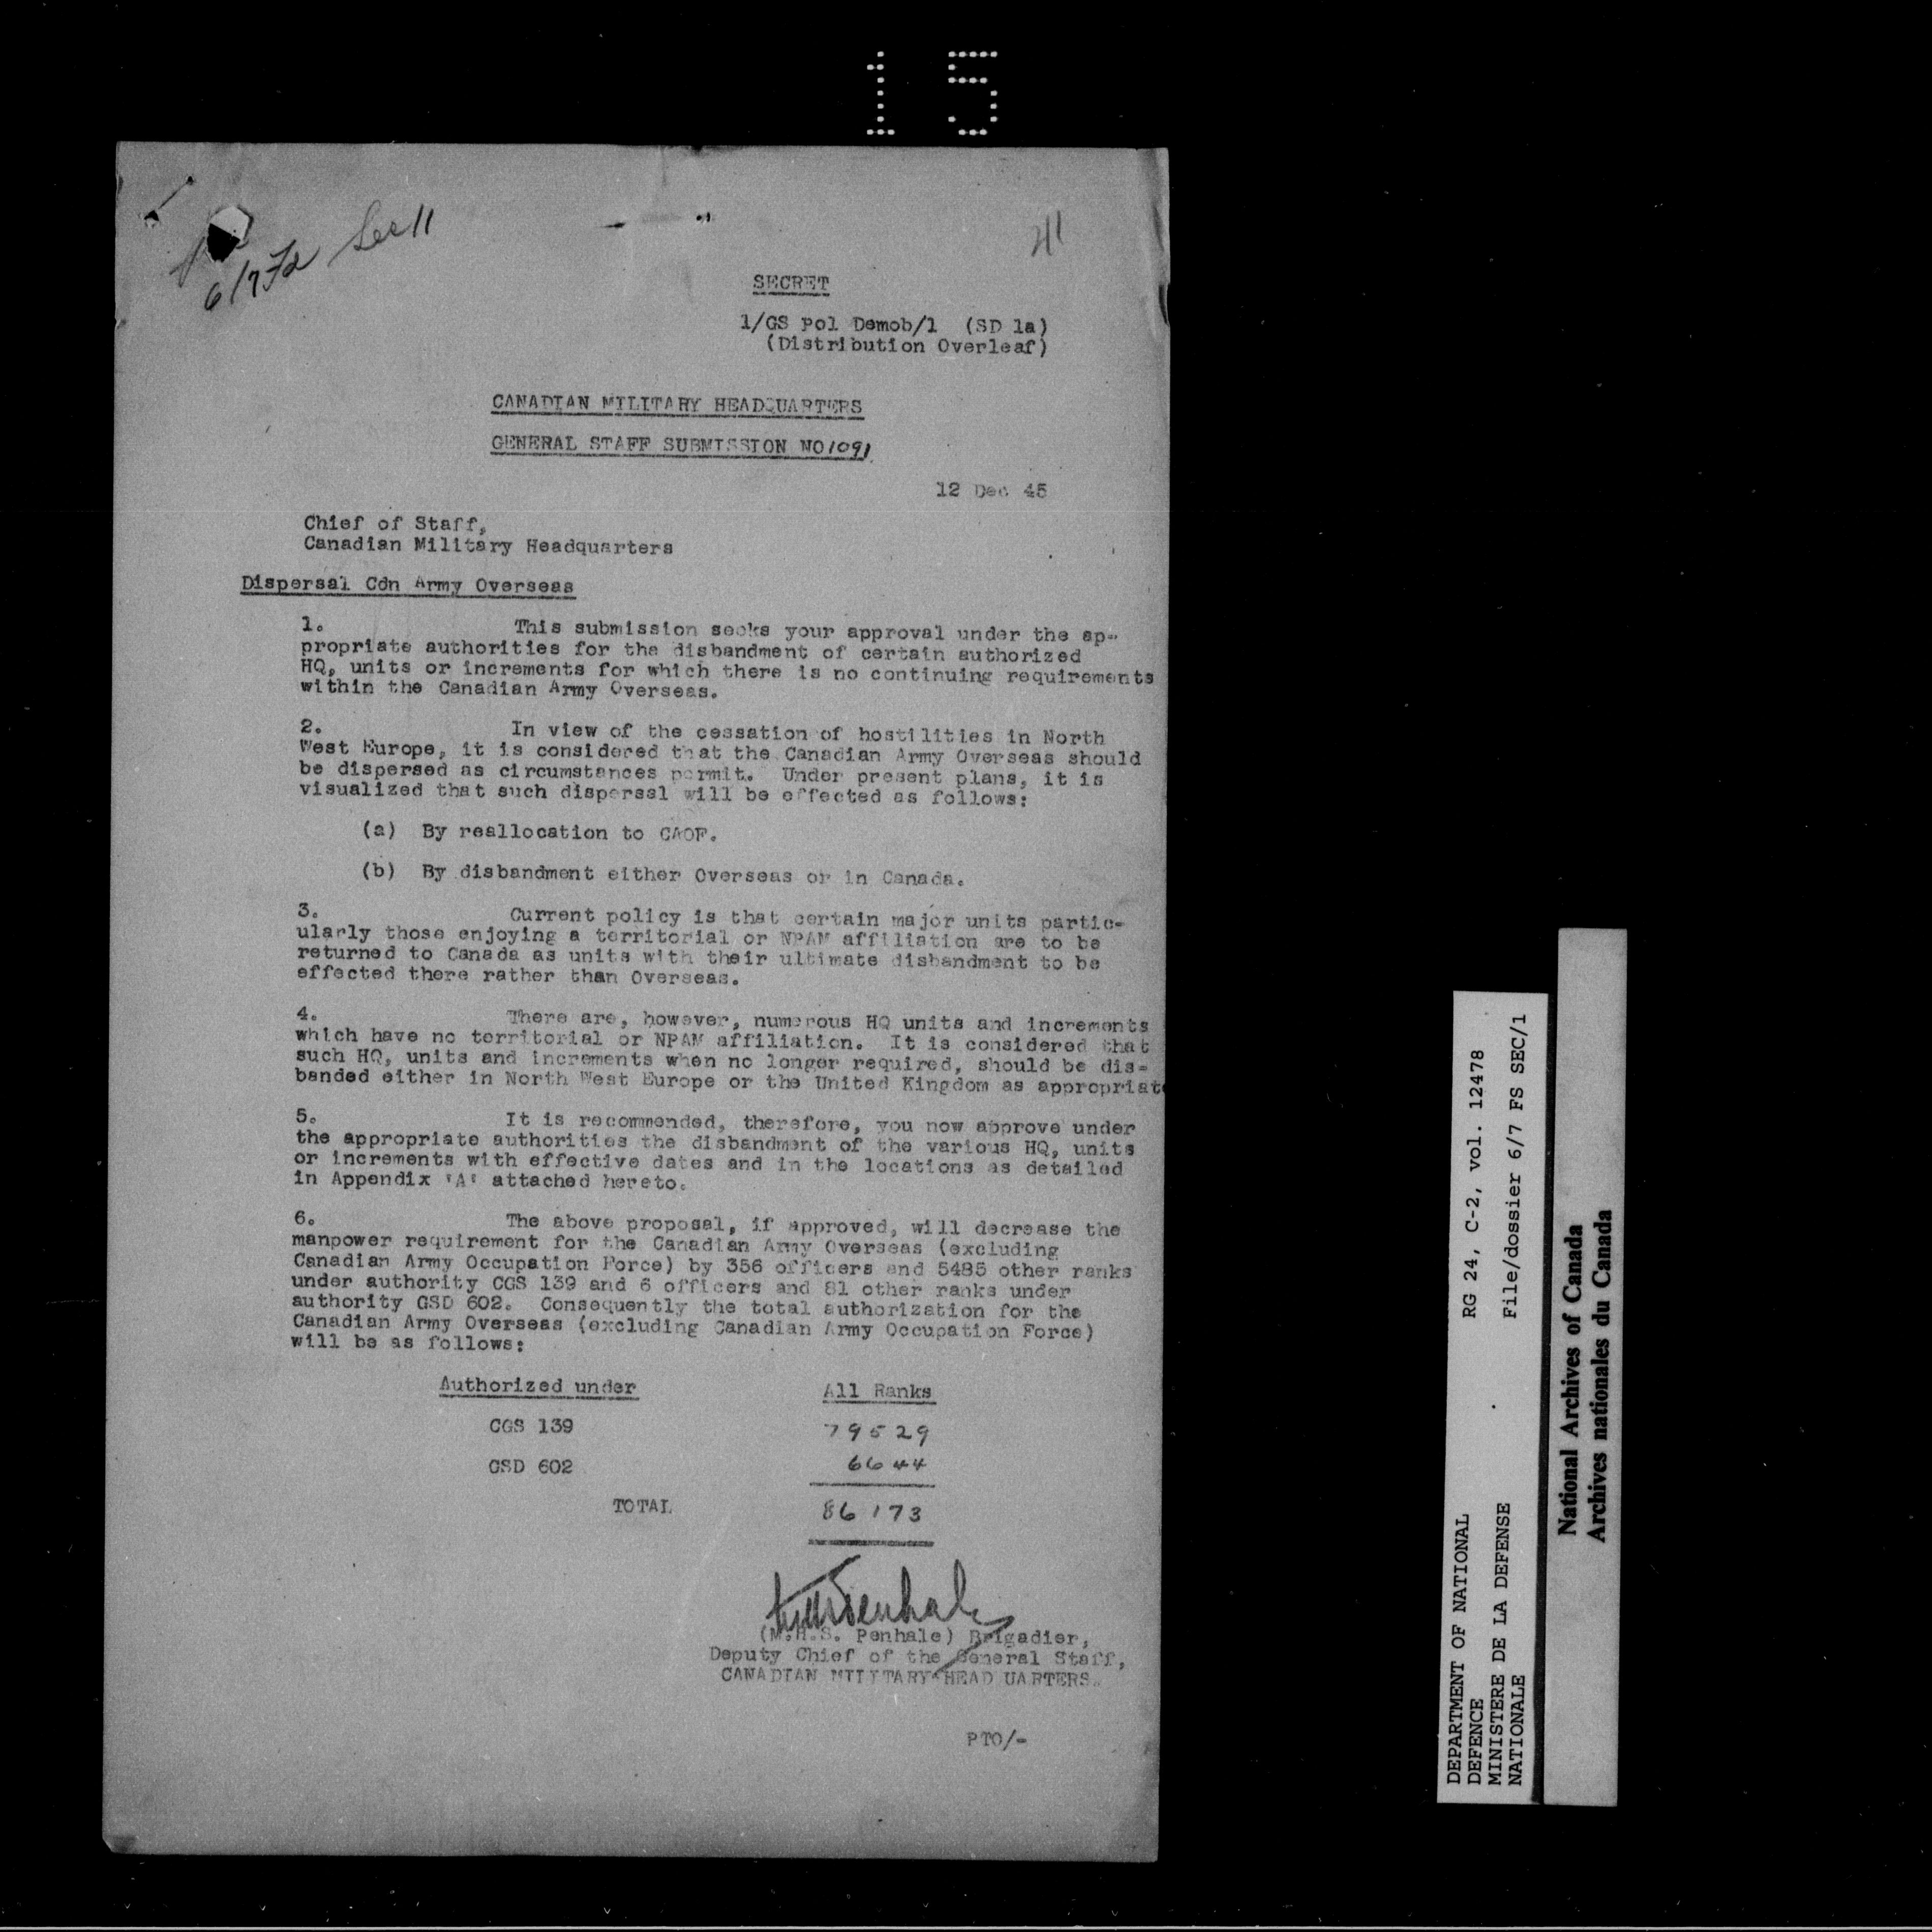 15
6/7 Fd Sec 11
41
SECRET
1/GS Pol Demob/1 (SD 1a)
(Distribution Overleaf)
CANADIAN MILITARY HEADQUARTERS
GENERAL STAFF SUBMISSION NO 1091
12 Dec 45
Chief of Staff,
Canadian Military Headquarters
Dispersal Cdn Army Overseas
1. This submission seeks your approval under the ap-
propriate authorities for the disbandment of certain authorized
HQ, units or increments for which there is no continuing requirements
within the Canadian Army Overseas.
2. In view of the cessation of hostilities in North
West Europe, it is considered that the Canadian Army Overseas should
be dispersed as circumstances permit. Under present plans, it is
visualized that such dispersal will be effected as follows:
(a) By reallocation to CAOF.
(b) By disbandment either Overseas or in Canada.
3. Current policy is that certain major units partic-
ularly those enjoying a territorial or NPAM affiliation are to be
returned to Canada as units with their ultimate disbandment to be
effected there rather than Overseas.
4. There are, however, numerous HQ units and increments
which have no territorial or NPAM affiliation. It is considered that
such HQ, units and increments when no longer required, should be dis-
banded either in North West Europe or the United Kingdom as appropriate
5. It is recommended, therefore, you now approve under
the appropriate authorities the disbandment of the various HQ, units
or increments with effective dates and in the locations as detailed
in Appendix 'A' attached hereto.
6. The above proposal, if approved, will decrease the
manpower requirement for the Canadian Army Overseas (excluding
Canadian Army Occupation Force) by 356 officers and 5485 other ranks
under authority CGS 139 and 6 officers and 81 other ranks under
authority GSD 602. Consequently the total authorization for the
Canadian Army Overseas (excluding Canadian Army Occupation Force)
will be as follows:
Authorized under All Ranks
CGS 139 79529
GSD 602 6644
TOTAL 86173
(M.H.S. Penhale) Brigadier,
Deputy Chief of the General Staff,
CANADIAN MILITARY HEAD UARTERS.
PTO/-
DEPARTMENT OF NATIONAL RG 24, C-2, vol. 12478
DEFENCE
MINISTERE DE LA DEFENSE File/dossier 6/7 FS SEC/1
NATIONALE
National Archives of Canada
Archives nationales du Canada